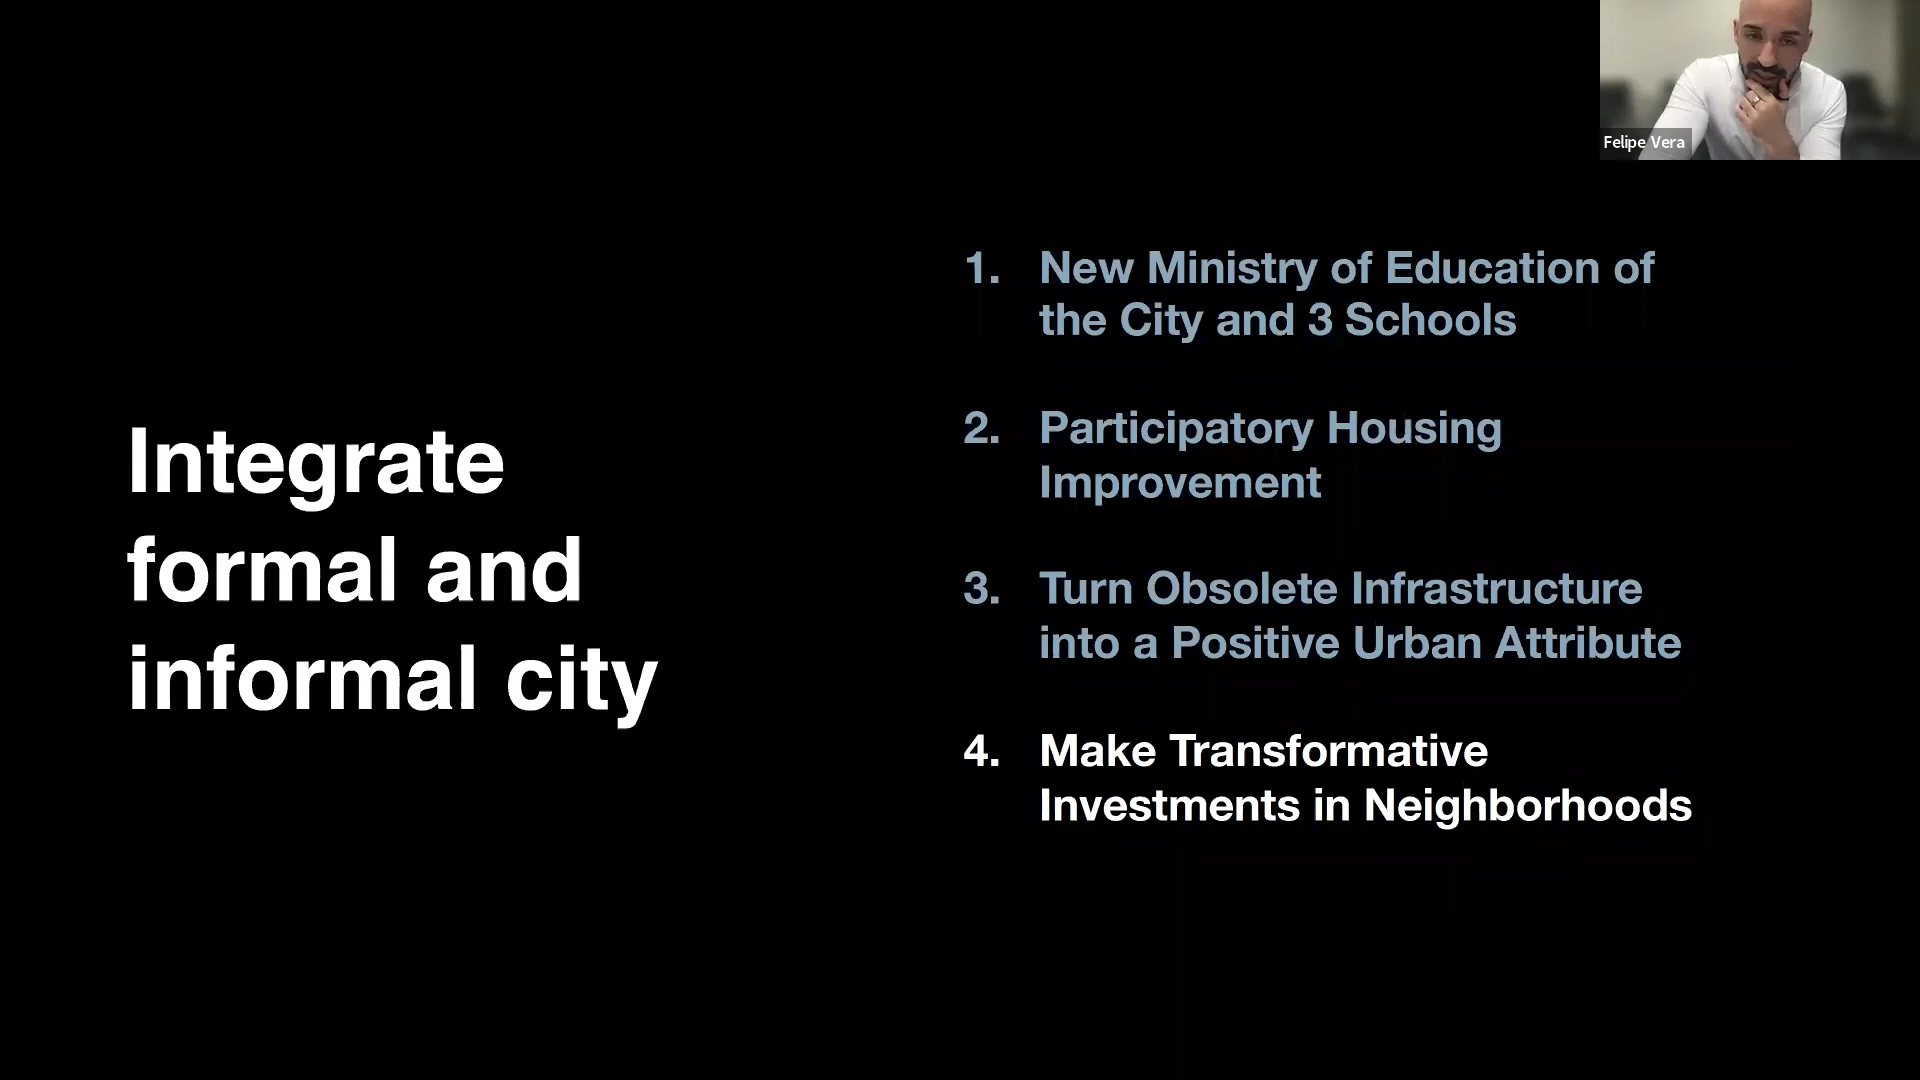 Felipe Vera
Integrate
formal and
informal city
1. New Ministry of Education of
the City and 3 Schools
2. Participatory Housing
Improvement
3. Turn Obsolete Infrastructure
into a Positive Urban Attribute
4. Make Transformative
Investments in Neighborhoods